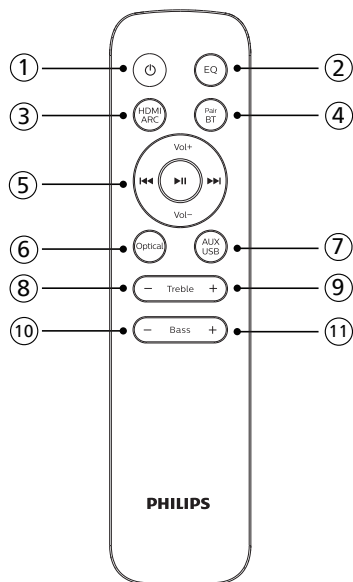 1
EQ
2
3
HDMI
ARC
Pair
BT
4
Vol+
5
Vol−
6
Optical
AUX
USB
7
8
− Treble +
9
10
− Bass +
11
PHILIPS